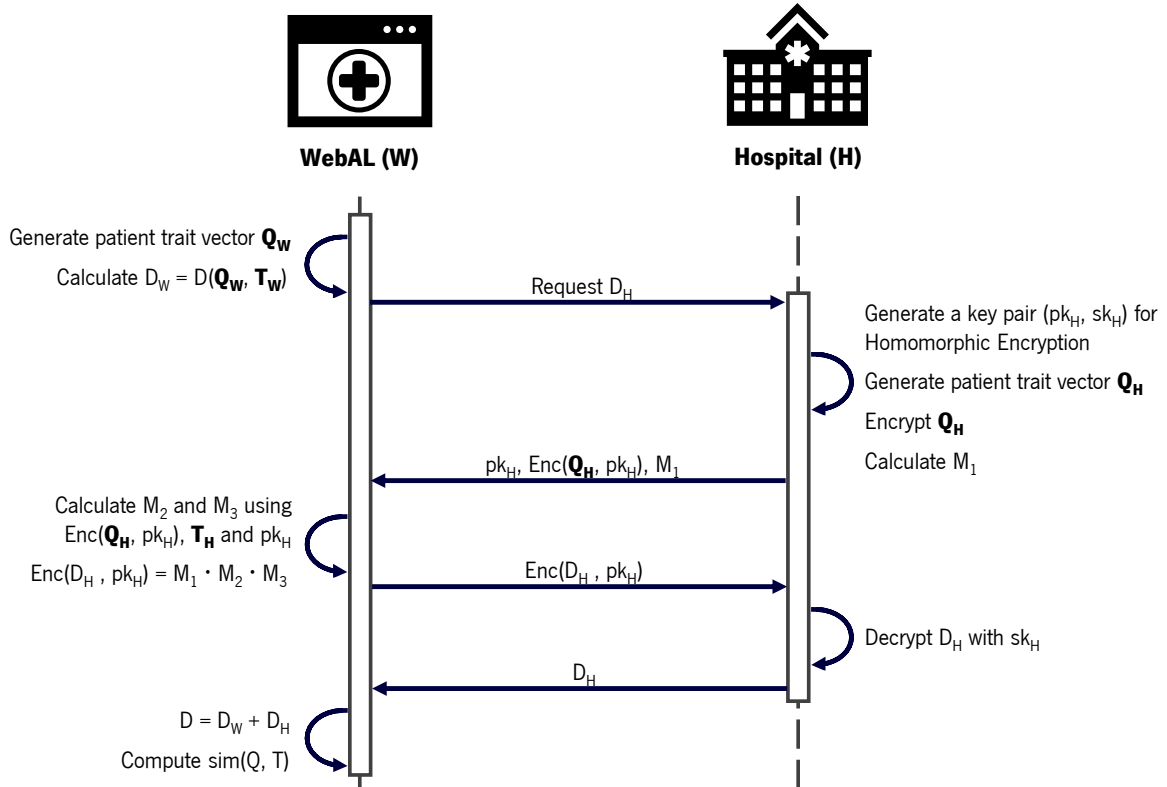 WebAL (W)
Hospital (H)
Generate patient trait vector Q_W
Calculate D_W = D(Q_W, T_W)
Request D_H
Generate a key pair (pk_H, sk_H) for
Homomorphic Encryption
Generate patient trait vector Q_H
Encrypt Q_H
Calculate M_1
pk_H, Enc(Q_H, pk_H), M_1
Calculate M_2 and M_3 using
Enc(Q_H, pk_H), T_H and pk_H
Enc(D_H , pk_H) = M_1 · M_2 · M_3
Enc(D_H , pk_H)
Decrypt D_H with sk_H
D_H
D = D_W + D_H
Compute sim(Q, T)